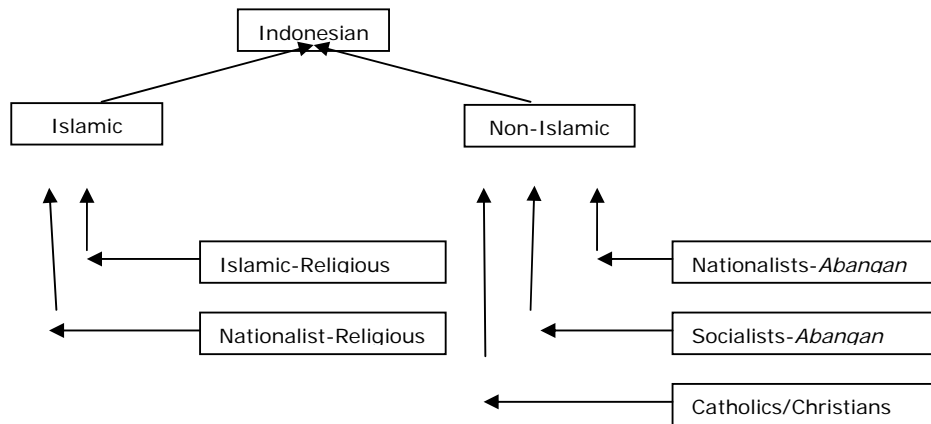 Indonesian
Islamic
Non-Islamic
Islamic-Religious
Nationalists-Abangan
Nationalist-Religious
Socialists-Abangan
Catholics/Christians